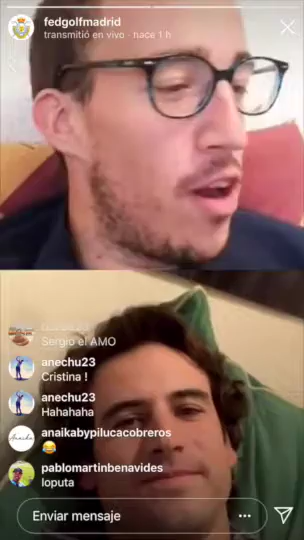 fedgolfmadrid
transmitió en vivo · hace 1 h
Sergio el AMO
anechu23
Cristina !
anechu23
Hahahaha
anaikabypilucacobreros
😂
pablomartinbenavides
loputa
Enviar mensaje